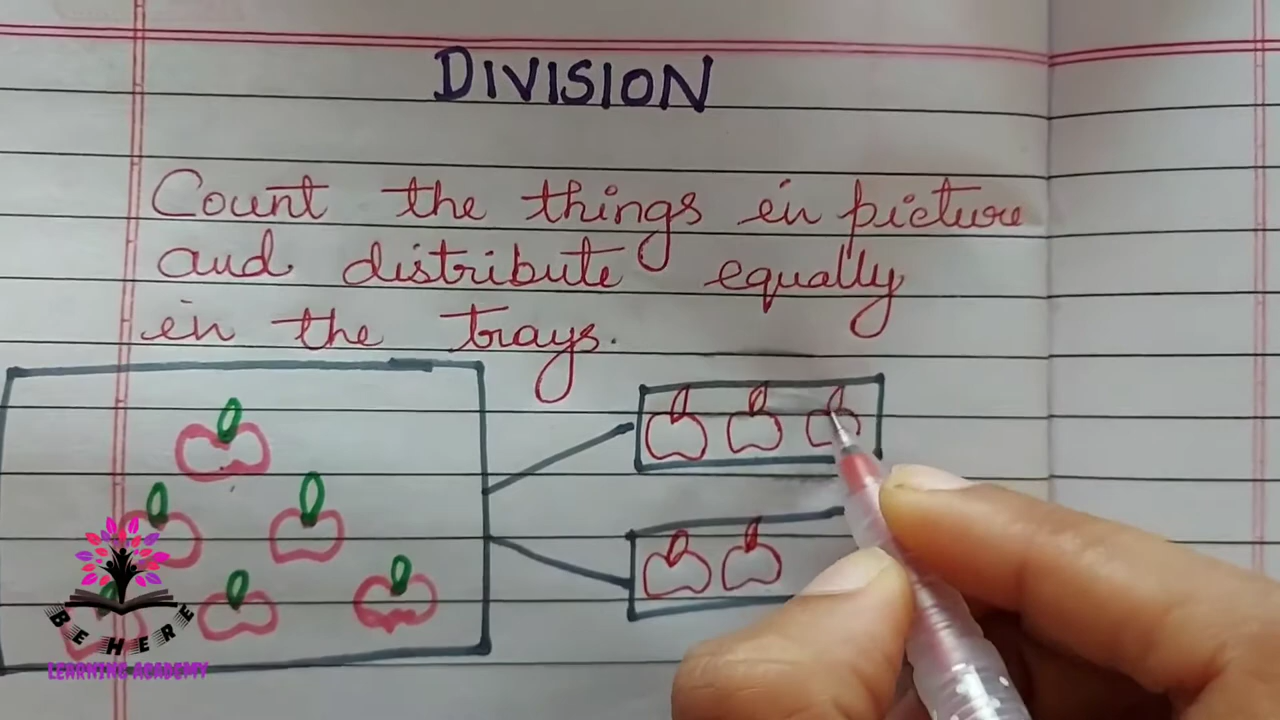 DIVISION
Count the things in picture
and distribute equally
in the trays.
BE HERE
LEARNING ACADEMY